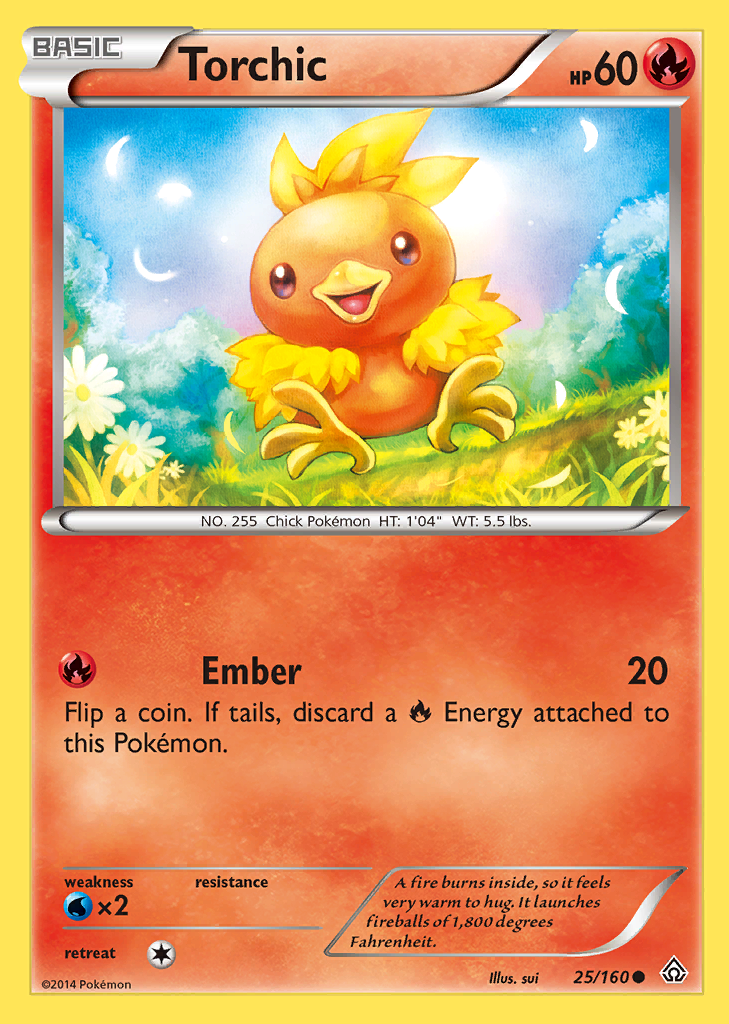 BASIC Torchic HP60
NO. 255 Chick Pokémon HT: 1'04" WT: 5.5 lbs.
Ember 20
Flip a coin. If tails, discard a Energy attached to
this Pokémon.
weakness resistance
×2
retreat
A fire burns inside, so it feels
very warm to hug. It launches
fireballs of 1,800 degrees
Fahrenheit.
©2014 Pokémon Illus. sui 25/160